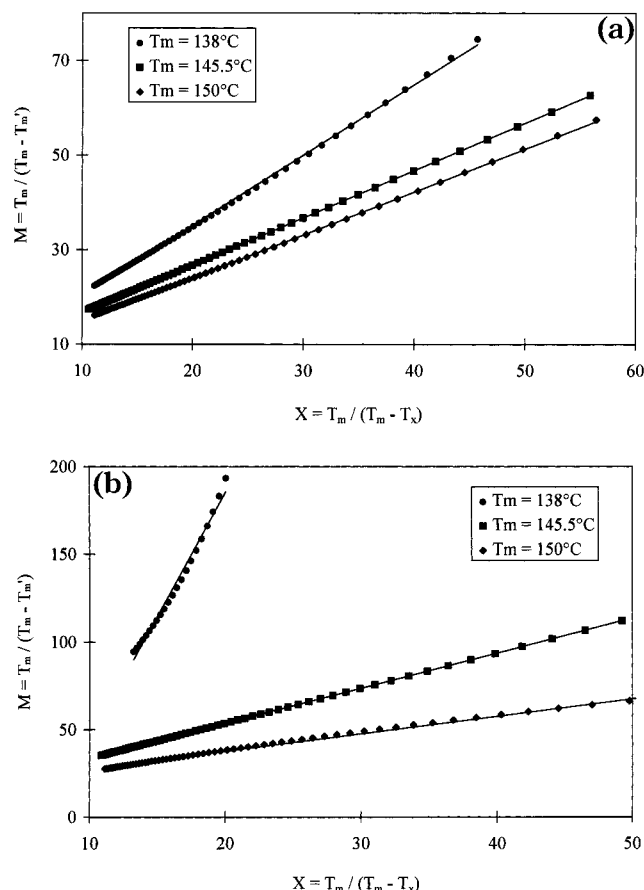 (a)
Tm = 138°C
Tm = 145.5°C
Tm = 150°C
70
50
30
10
M = Tm / (Tm - Tm')
10 20 30 40 50 60
X = Tm / (Tm - Tx)
(b)
Tm = 138°C
Tm = 145.5°C
Tm = 150°C
200
150
100
50
0
M = Tm / (Tm - Tm')
10 20 30 40 50
X = Tm / (Tm - Tx)